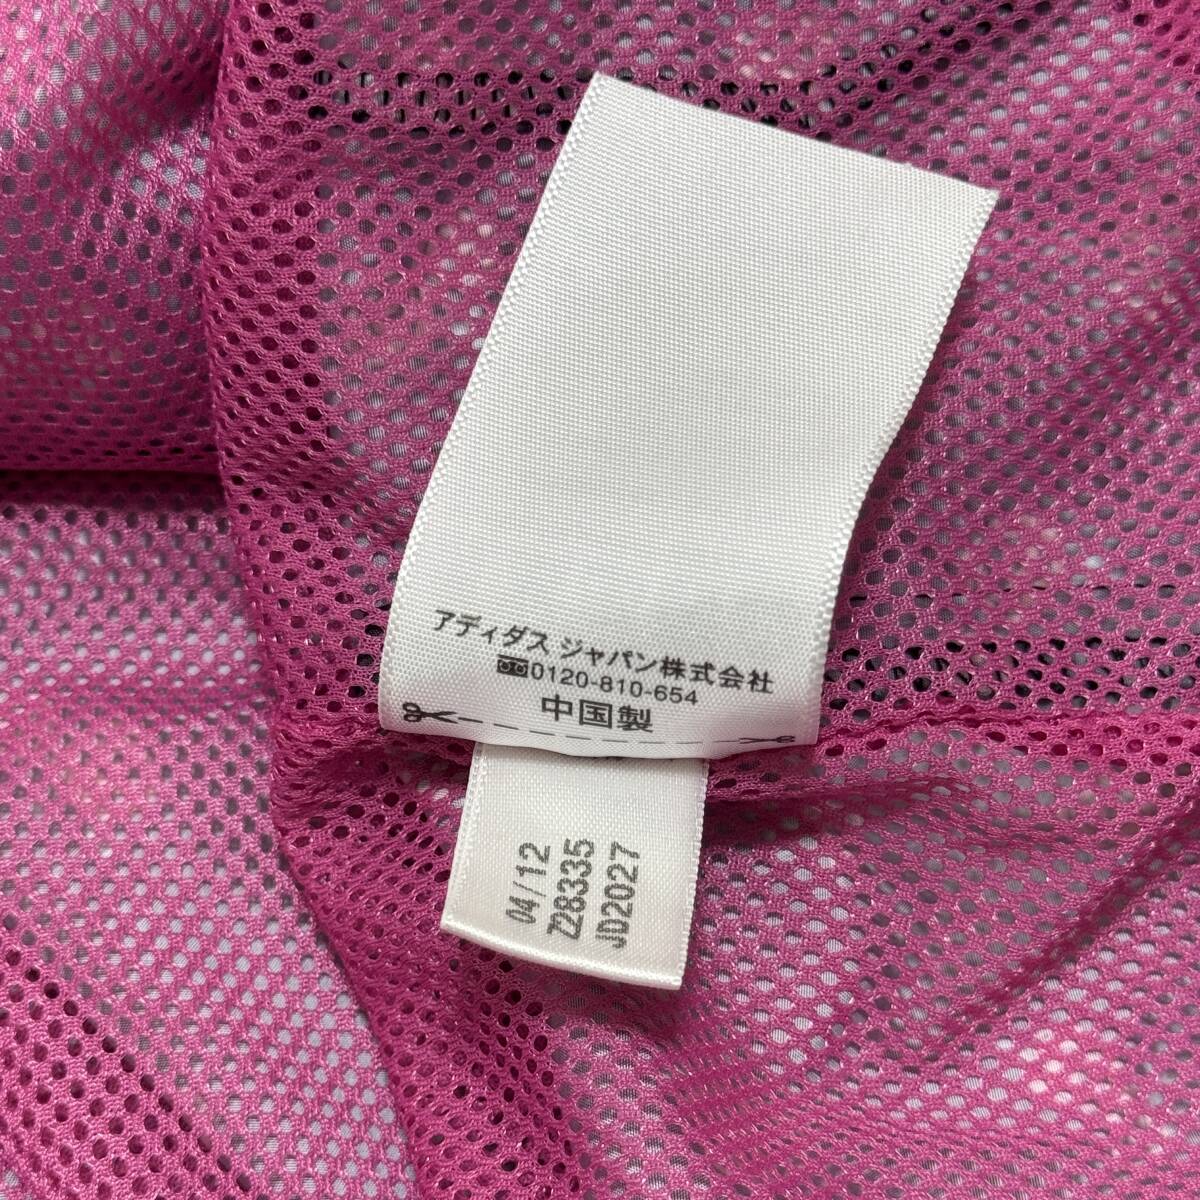 アディダス ジャパン株式会社
0120-810-654
中国製
04/12
Z28335
JD2027